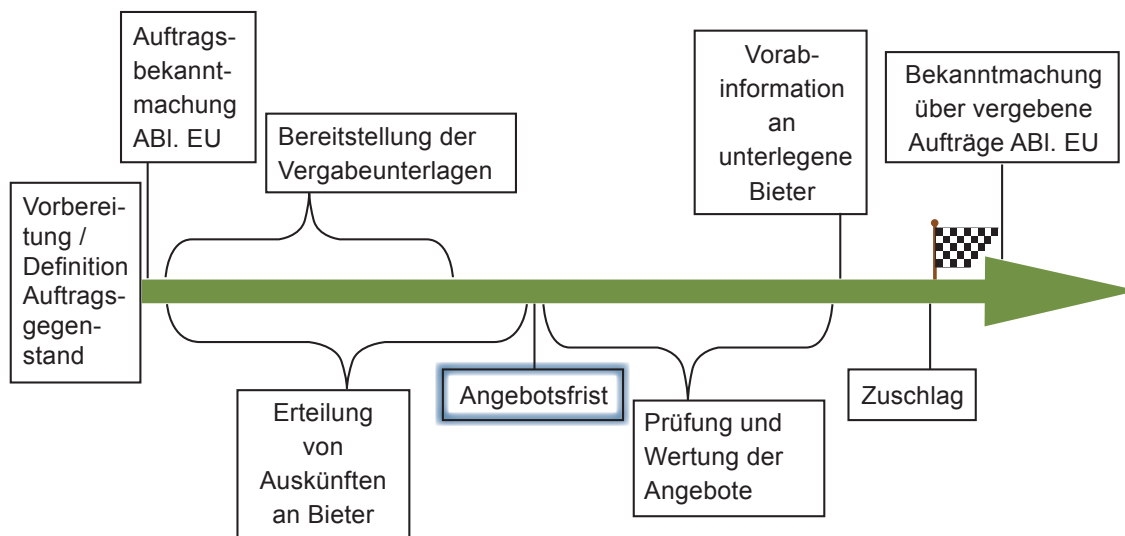 Auftrags-
bekannt-
machung
ABl. EU
Bereitstellung der
Vergabeunterlagen
Vorab-
information
an
unterlegene
Bieter
Bekanntmachung
über vergebene
Aufträge ABl. EU
Vorberei-
tung /
Definition
Auftrags-
gegen-
stand
Erteilung
von
Auskünften
an Bieter
Angebotsfrist
Prüfung und
Wertung der
Angebote
Zuschlag